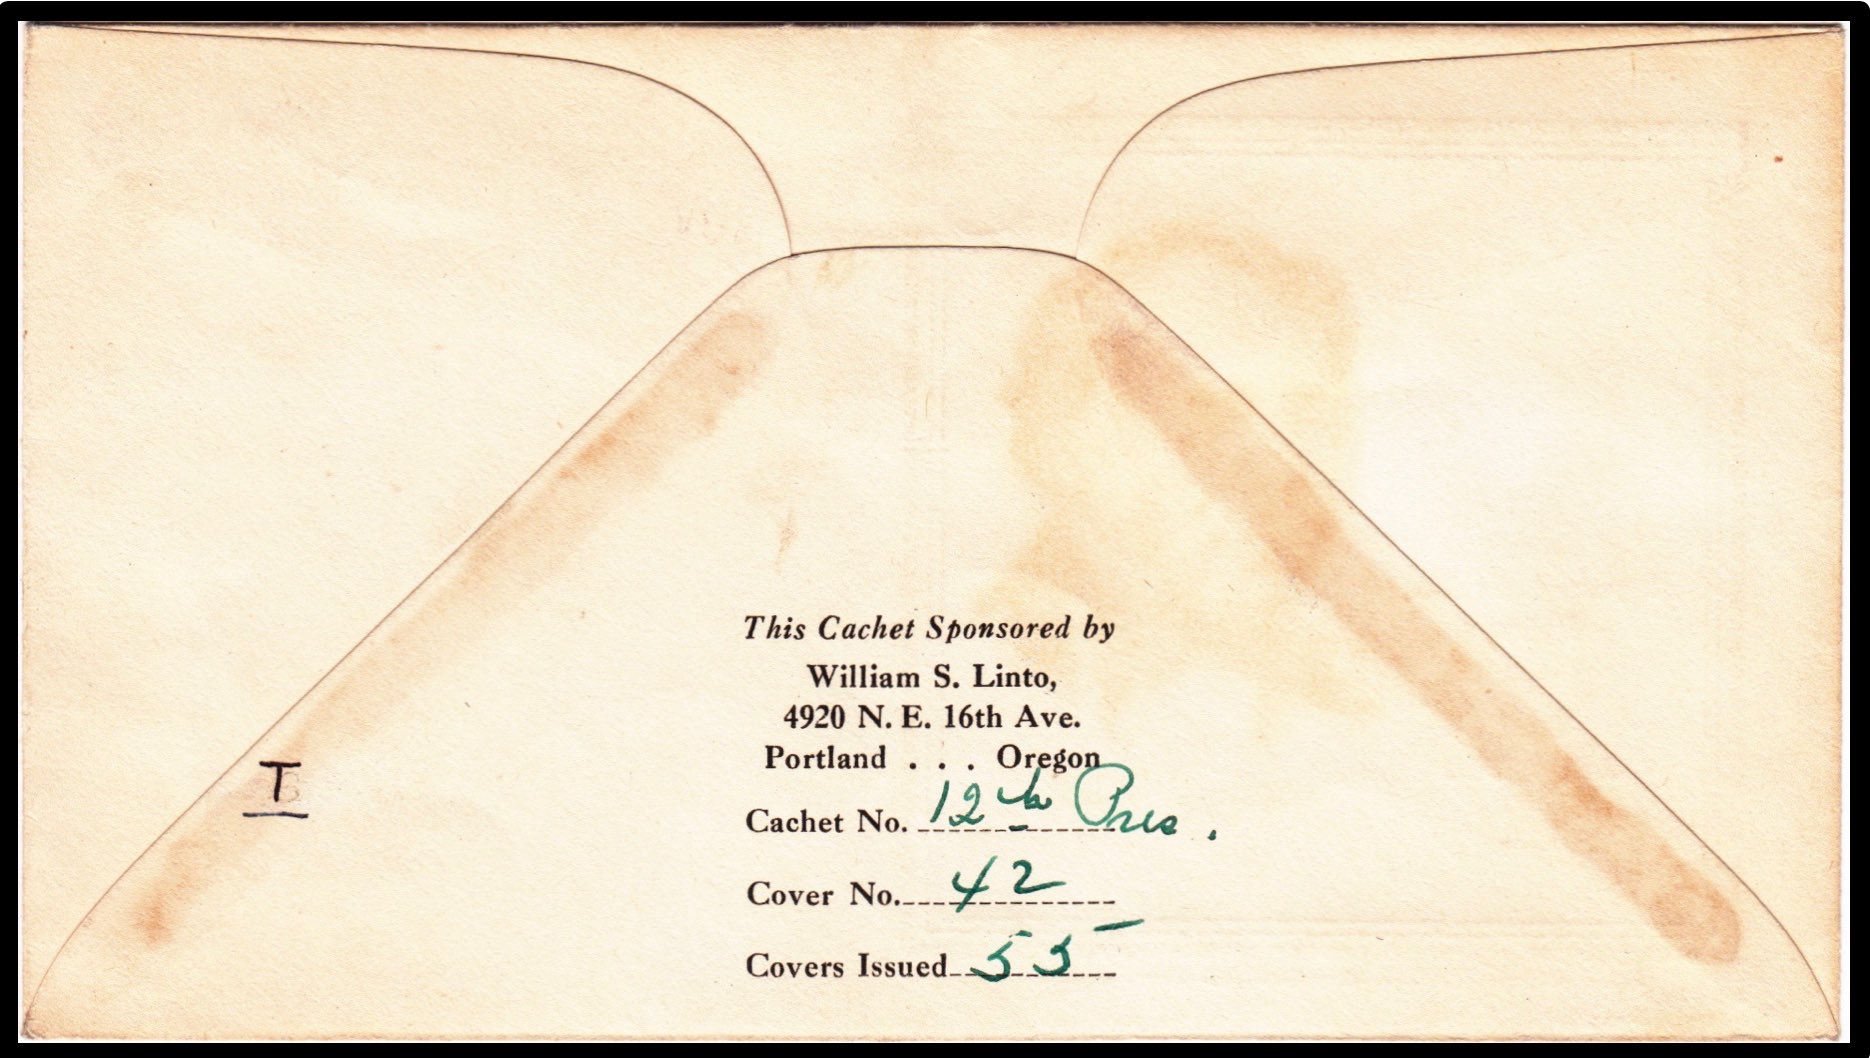 This Cachet Sponsored by
William S. Linto,
4920 N. E. 16th Ave.
Portland . . . Oregon
Cachet No. 12th Pres.
Cover No. 42
Covers Issued 55
T